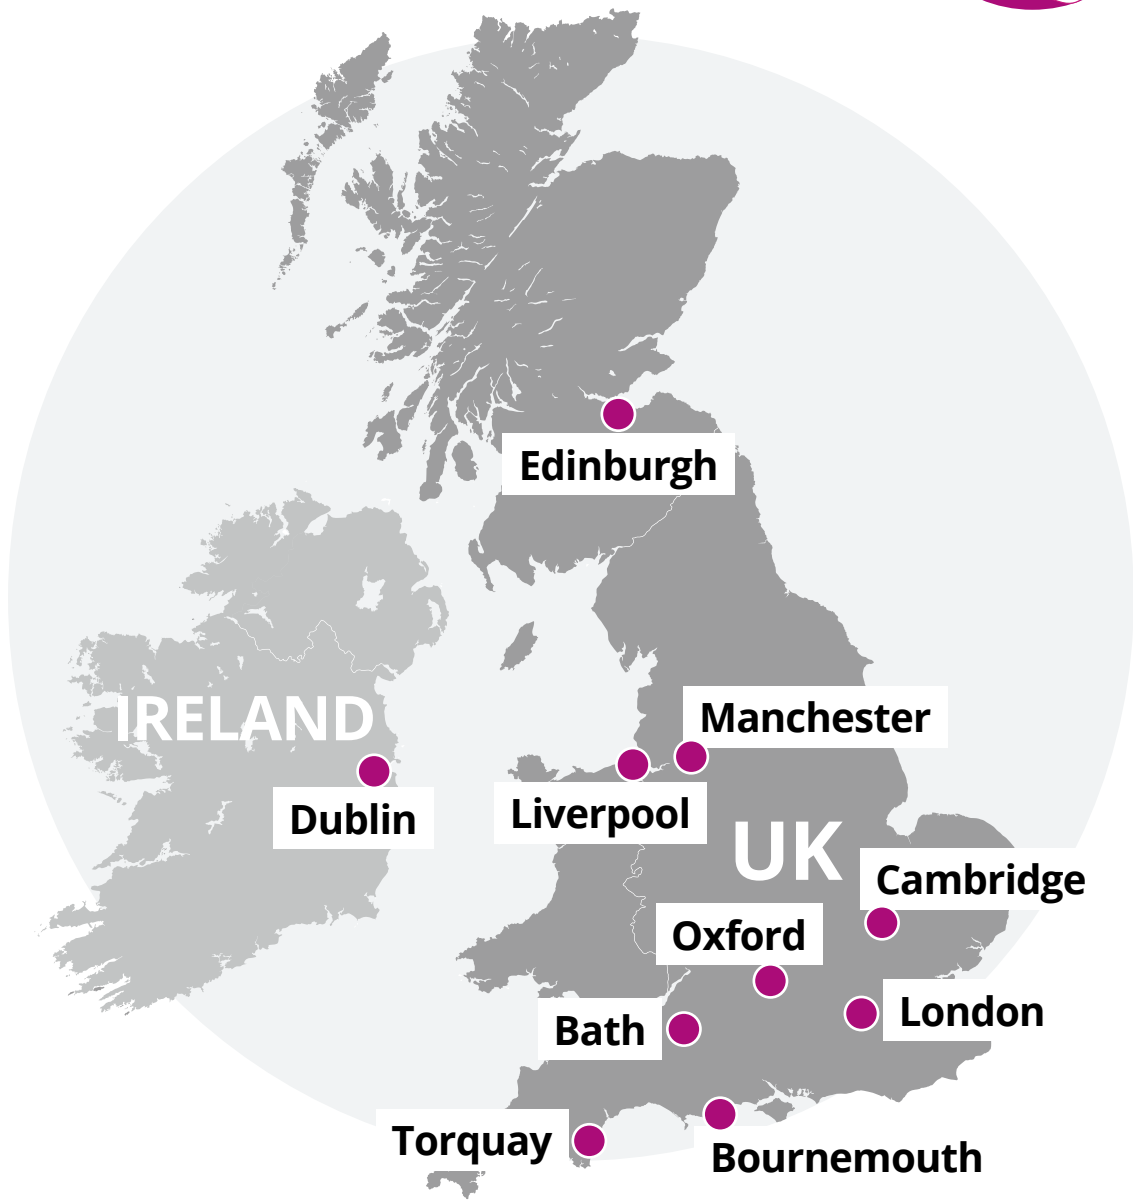 Edinburgh
IRELAND
Manchester
Dublin
Liverpool
UK
Cambridge
Oxford
London
Bath
Torquay
Bournemouth